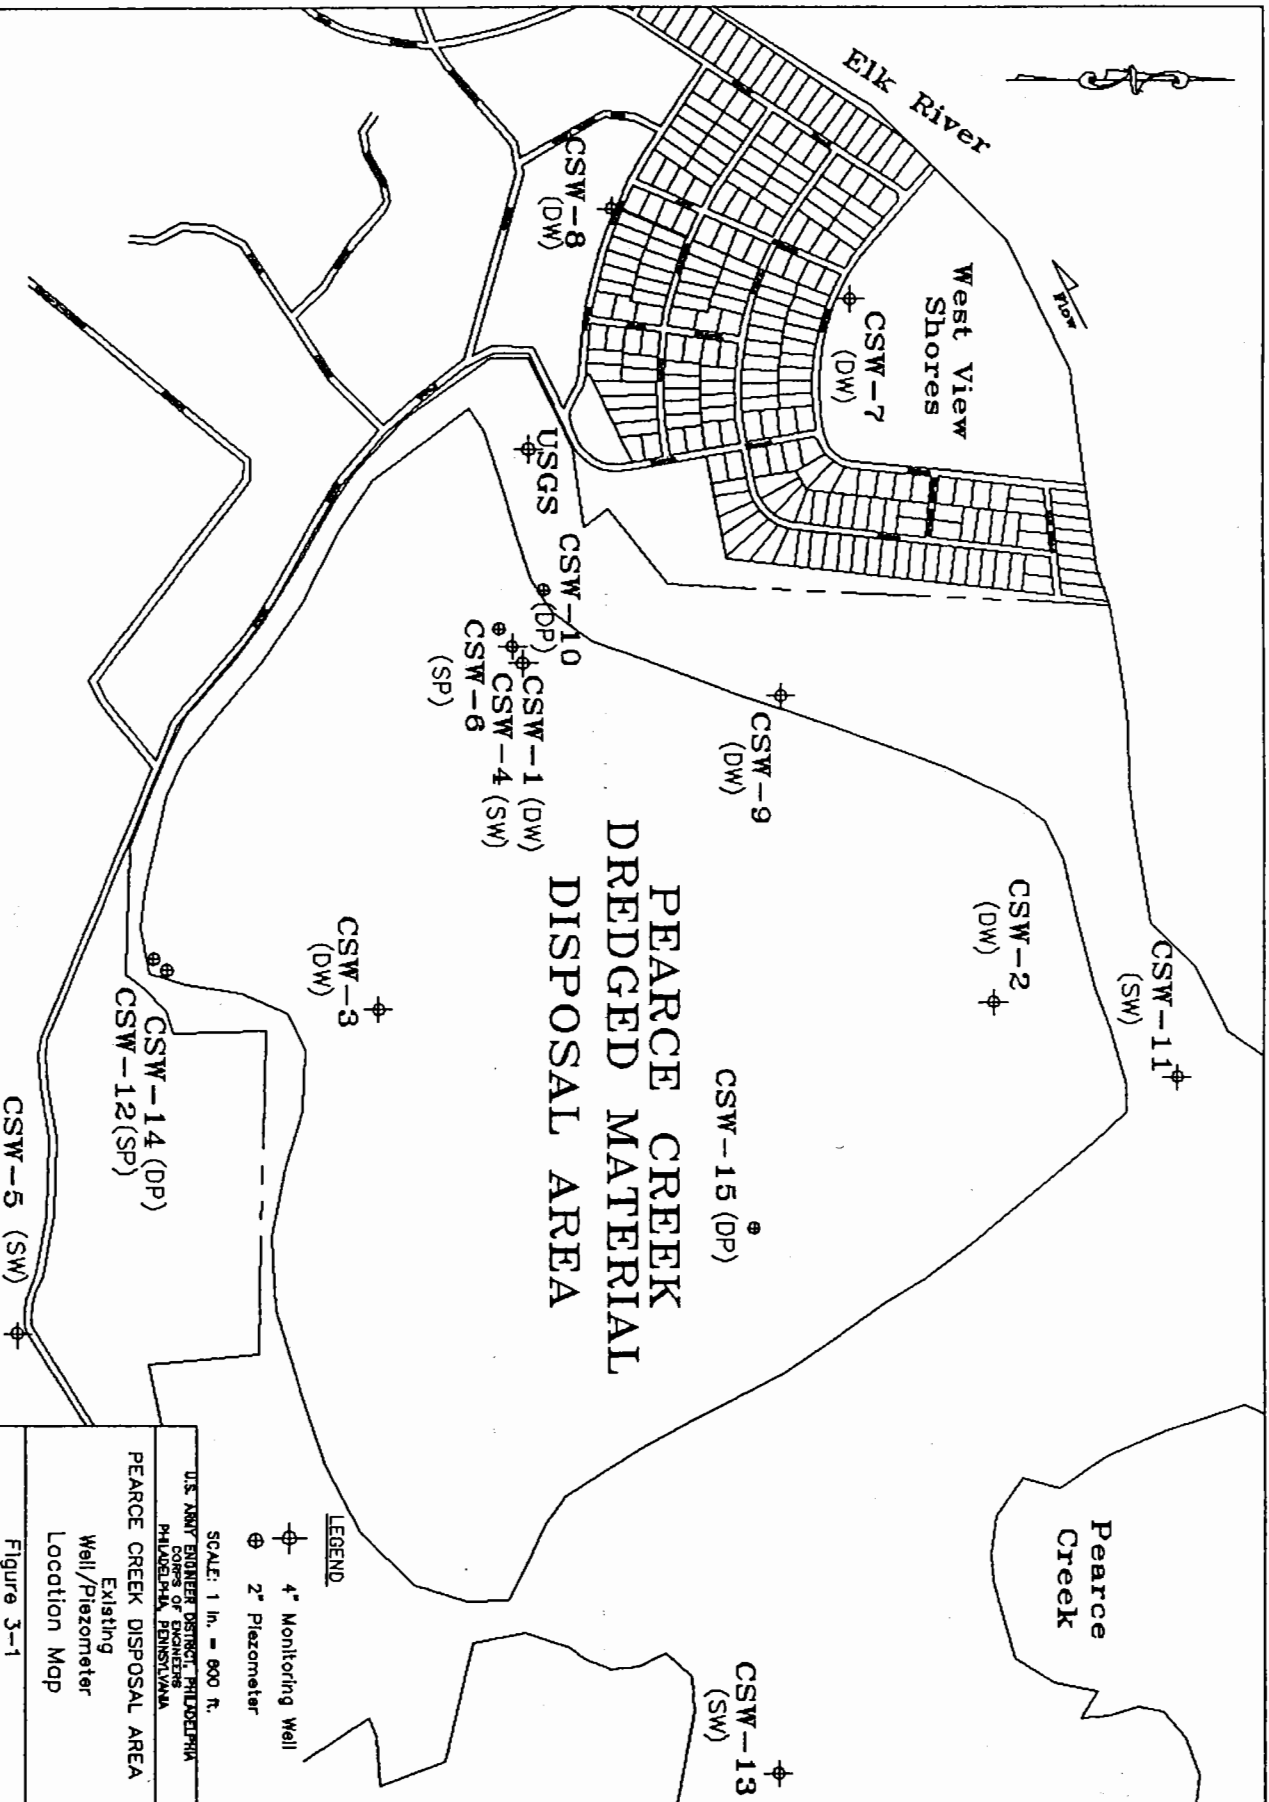 Elk River
Flow
West View
Shores
CSW-8
(DW)
CSW-7
(DW)
USGS
CSW-10
(DP)
CSW-1 (DW)
CSW-4 (SW)
CSW-6
(SP)
CSW-9
(DW)
CSW-2
(DW)
CSW-11
(SW)
CSW-3
(DW)
PEARCE CREEK
DREDGED MATERIAL
DISPOSAL AREA
CSW-15 (DP)
CSW-14 (DP)
CSW-12 (SP)
CSW-5 (SW)
Pearce
Creek
CSW-13
(SW)
LEGEND
4" Monitoring Well
2" Piezometer
SCALE: 1 in. = 600 ft.
U.S. ARMY ENGINEER DISTRICT, PHILADELPHIA
CORPS OF ENGINEERS
PHILADELPHIA, PENNSYLVANIA
PEARCE CREEK DISPOSAL AREA
Existing
Well/Piezometer
Location Map
Figure 3-1